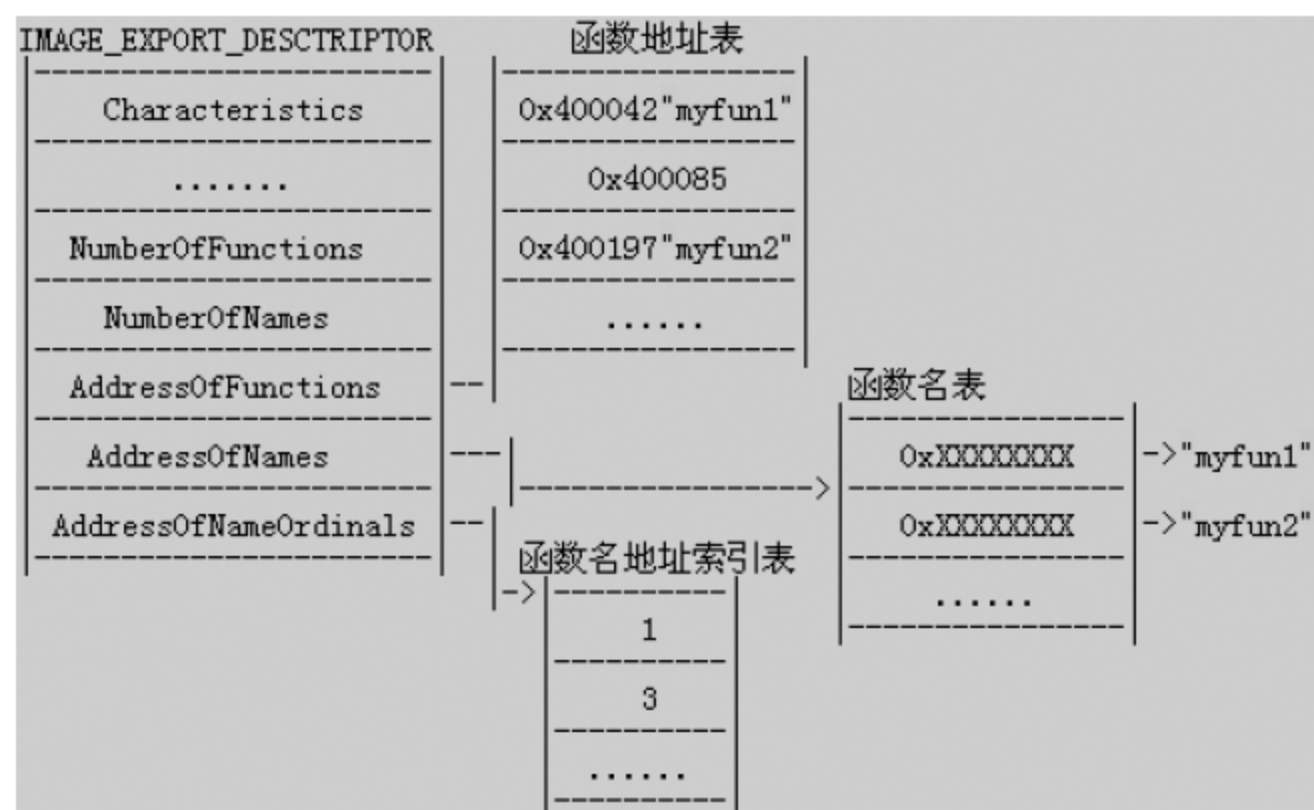 IMAGE_EXPORT_DESCTRIPTOR
函数地址表
Characteristics
0x400042"myfun1"
.......
0x400085
NumberOfFunctions
0x400197"myfun2"
NumberOfNames
......
AddressOfFunctions
函数名表
AddressOfNames
0xXXXXXXXX
->"myfun1"
AddressOfNameOrdinals
0xXXXXXXXX
->"myfun2"
函数名地址索引表
......
1
3
......